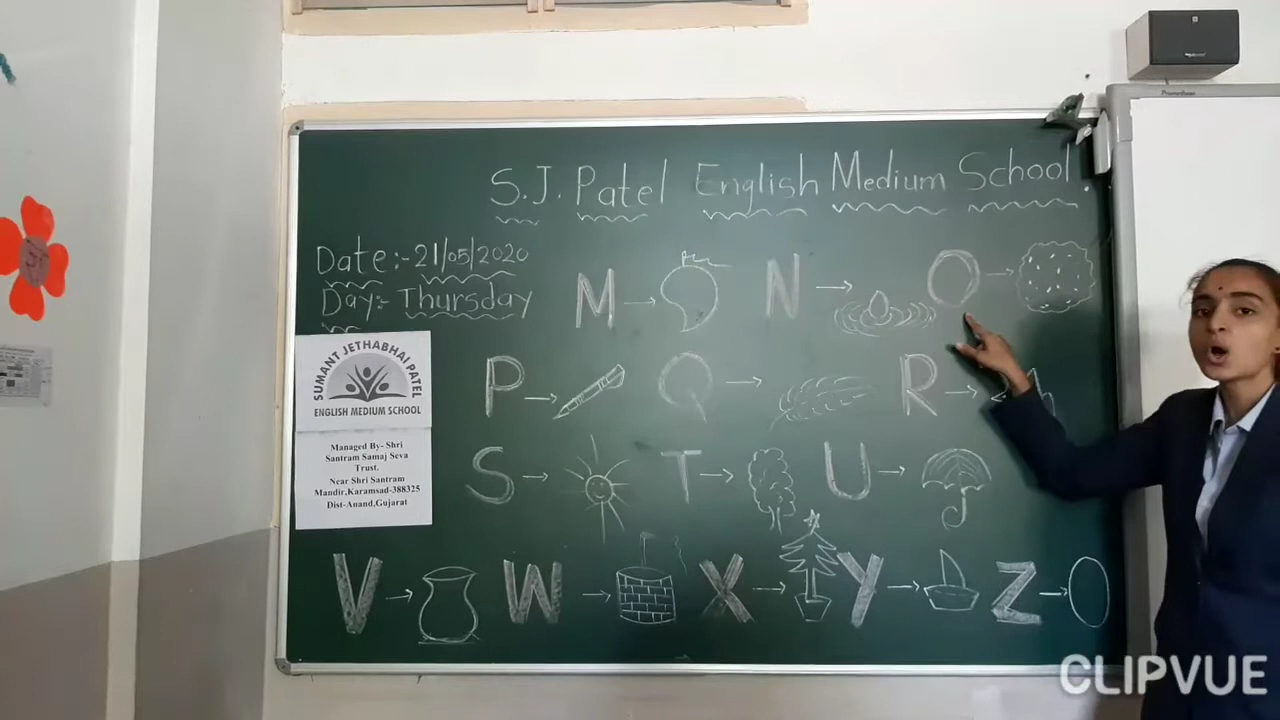 S.J. Patel English Medium School.
Date:- 21/05/2020
Day:- Thursday
M → N → O →
P → Q → R →
S → T → U →
V → W → X → Y → Z →
SUMANT JETHABHAI PATEL
ENGLISH MEDIUM SCHOOL
Managed By- Shri
Santram Samaj Seva
Trust.
Near Shri Santram
Mandir,Karamsad-388325
Dist-Anand,Gujarat
Promethean
CLIPVUE